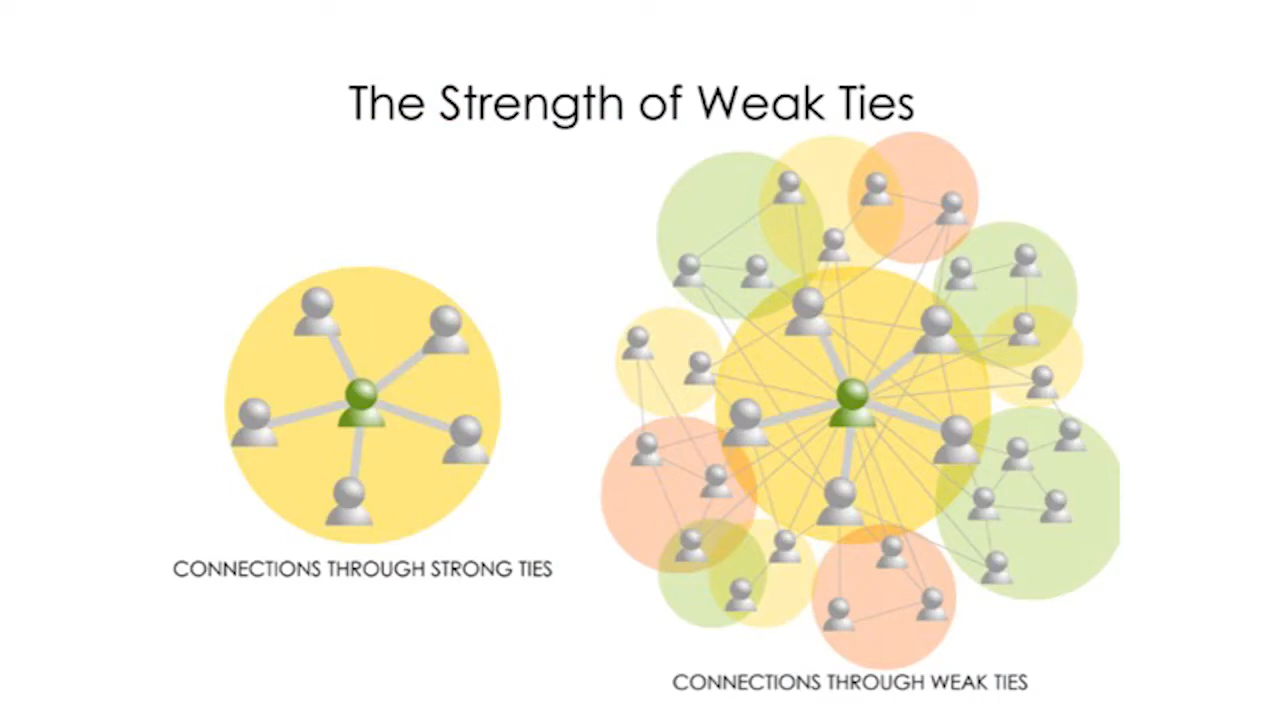 The Strength of Weak Ties
CONNECTIONS THROUGH STRONG TIES
CONNECTIONS THROUGH WEAK TIES